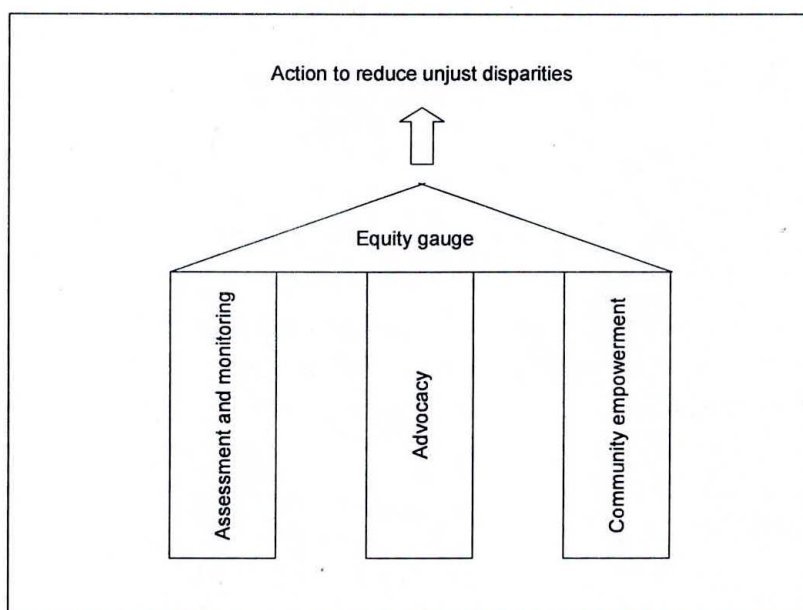 Action to reduce unjust disparities
Equity gauge
Assessment and monitoring
Advocacy
Community empowerment